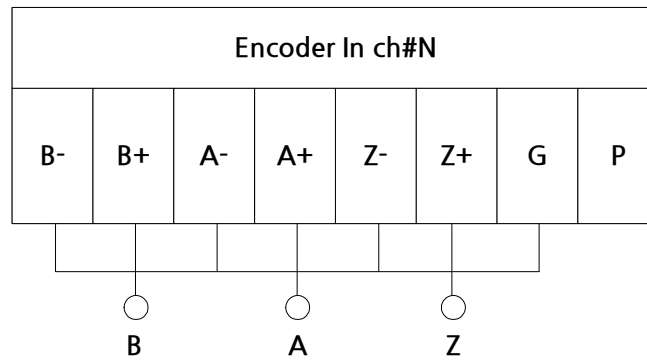 Encoder In ch#N
B- B+ A- A+ Z- Z+ G P
B A Z